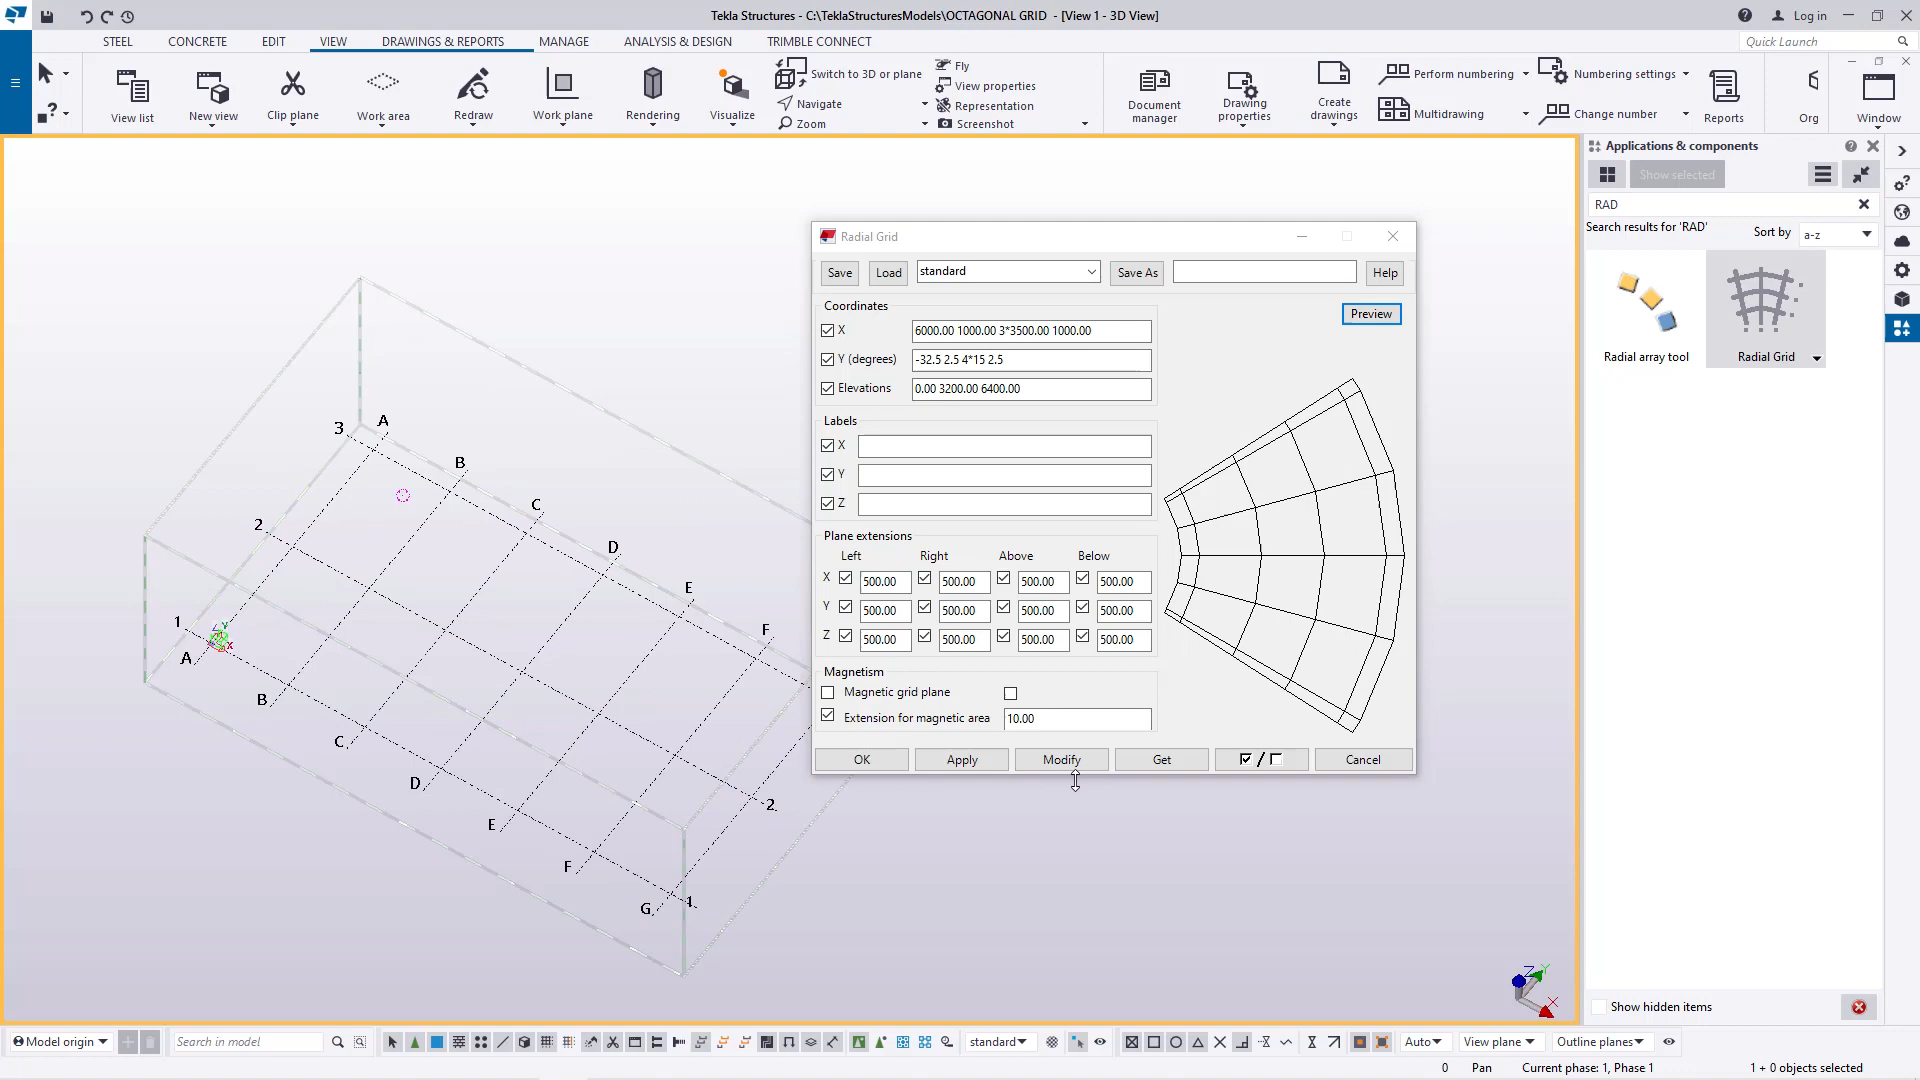 Tekla Structures - C:\TeklaStructuresModels\OCTAGONAL GRID - [View 1 - 3D View]
Log in
STEEL CONCRETE EDIT VIEW DRAWINGS & REPORTS MANAGE ANALYSIS & DESIGN TRIMBLE CONNECT
Quick Launch
View list
New view
Clip plane
Work area
Redraw
Work plane
Rendering
Visualize
Switch to 3D or plane
Navigate
Zoom
Fly
View properties
Representation
Screenshot
Document manager
Drawing properties
Create drawings
Perform numbering
Multidrawing
Numbering settings
Change number
Reports
Org
Window
Applications & components
Show selected
RAD
Search results for 'RAD'
Sort by
a-z
Radial array tool
Radial Grid
Show hidden items
Radial Grid
Save
Load
standard
Save As
Help
Preview
Coordinates
X 6000.00 1000.00 3*3500.00 1000.00
Y (degrees) -32.5 2.5 4*15 2.5
Elevations 0.00 3200.00 6400.00
Labels
X
Y
Z
Plane extensions
Left Right Above Below
X 500.00 500.00 500.00 500.00
Y 500.00 500.00 500.00 500.00
Z 500.00 500.00 500.00 500.00
Magnetism
Magnetic grid plane
Extension for magnetic area 10.00
OK Apply Modify Get / Cancel
3 A
B
C
2
D
E
F
1
Z Y
X
A
B
C
D
E
F
G
1
2
Z Y
X
Model origin
Search in model
standard
Auto
View plane
Outline planes
0 Pan Current phase: 1, Phase 1 1 + 0 objects selected